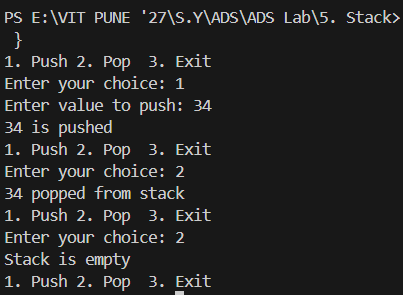 PS E:\VIT PUNE '27\S.Y\ADS\ADS Lab\5. Stack>
 }
1. Push 2. Pop  3. Exit
Enter your choice: 1
Enter value to push: 34
34 is pushed
1. Push 2. Pop  3. Exit
Enter your choice: 2
34 popped from stack
1. Push 2. Pop  3. Exit
Enter your choice: 2
Stack is empty
1. Push 2. Pop  3. Exit